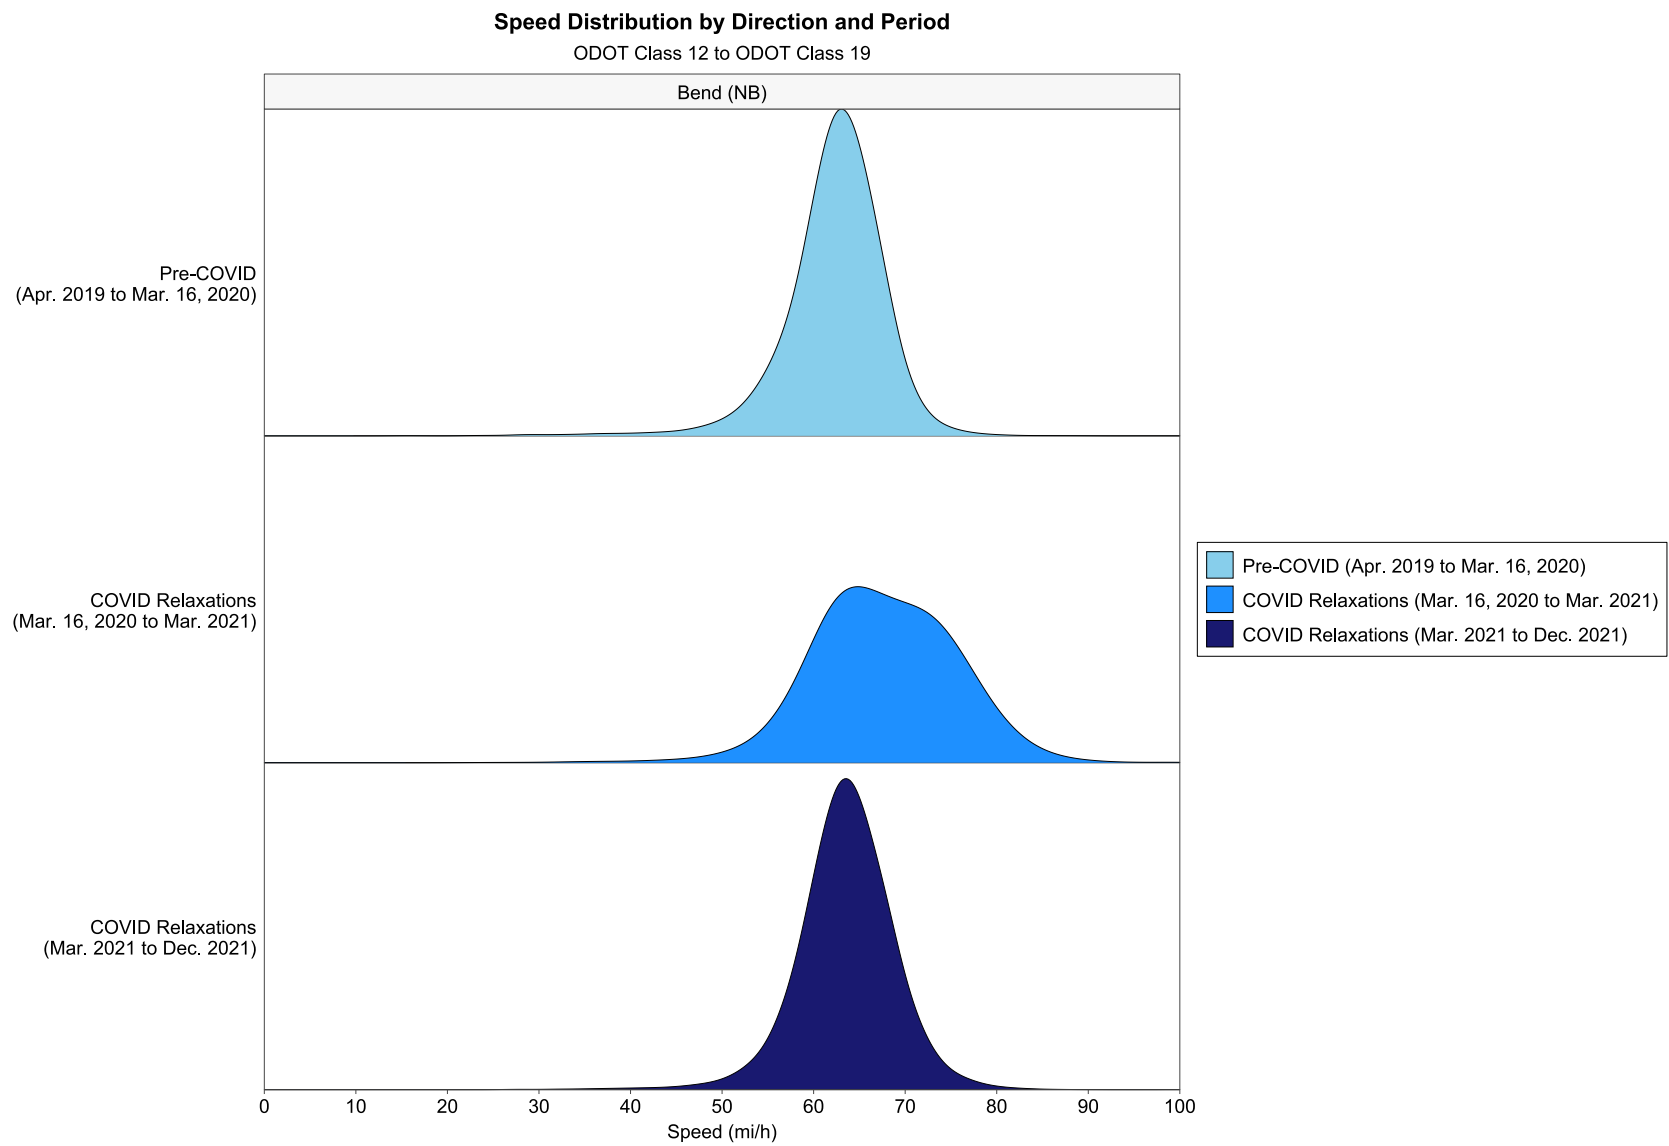 Speed Distribution by Direction and Period
ODOT Class 12 to ODOT Class 19
Bend (NB)
Pre-COVID
(Apr. 2019 to Mar. 16, 2020)
COVID Relaxations
(Mar. 16, 2020 to Mar. 2021)
COVID Relaxations
(Mar. 2021 to Dec. 2021)
0 10 20 30 40 50 60 70 80 90 100
Speed (mi/h)
Pre-COVID (Apr. 2019 to Mar. 16, 2020)
COVID Relaxations (Mar. 16, 2020 to Mar. 2021)
COVID Relaxations (Mar. 2021 to Dec. 2021)